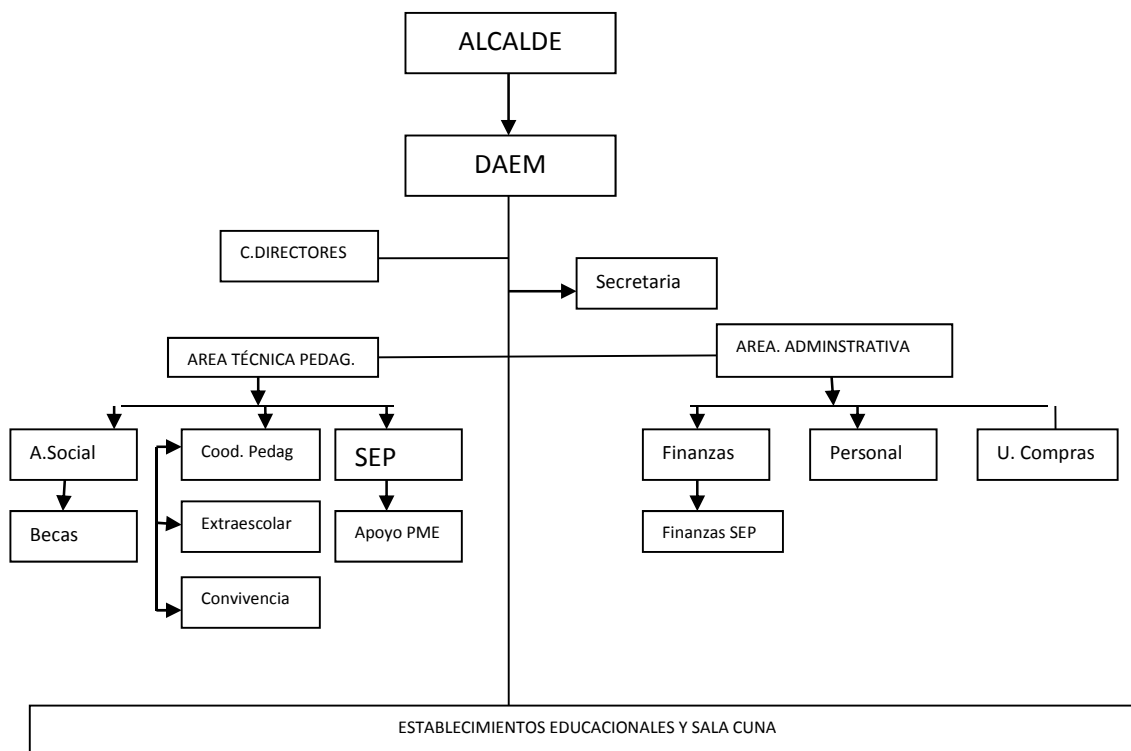 ALCALDE
DAEM
C.DIRECTORES
Secretaria
AREA TÉCNICA PEDAG.
AREA. ADMINSTRATIVA
A.Social
Cood. Pedag
SEP
Finanzas
Personal
U. Compras
Becas
Extraescolar
Apoyo PME
Finanzas SEP
Convivencia
ESTABLECIMIENTOS EDUCACIONALES Y SALA CUNA